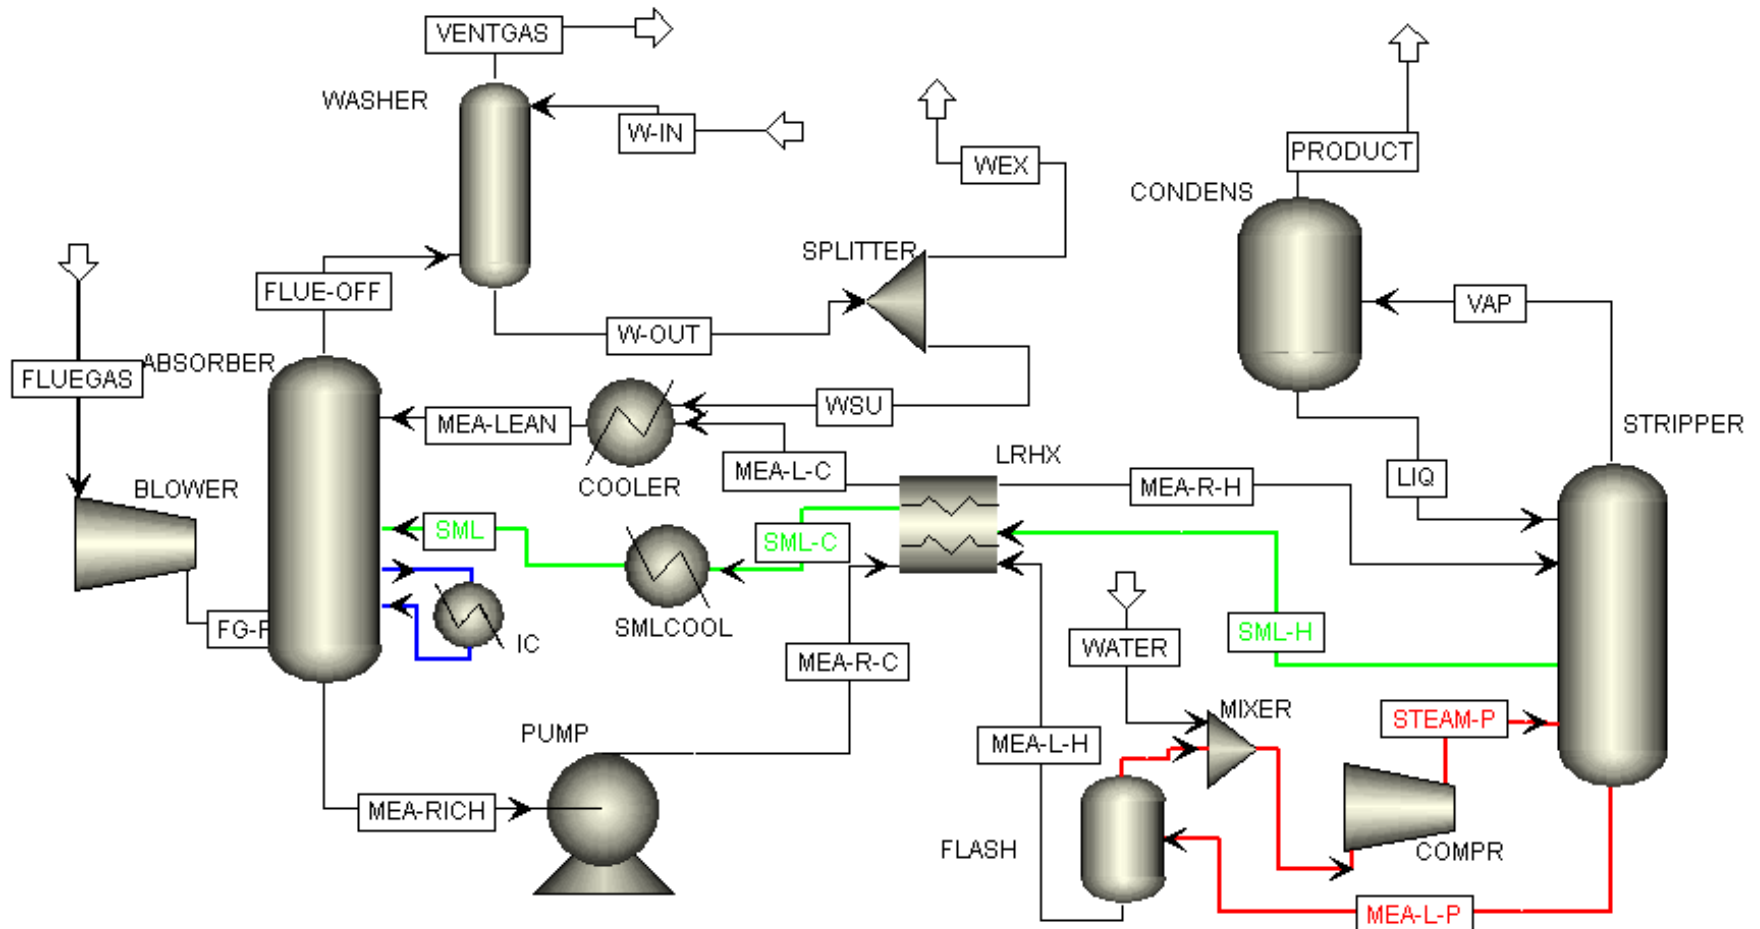 VENTGAS
WASHER
W-IN
WEX
PRODUCT
CONDENS
SPLITTER
FLUE-OFF
VAP
W-OUT
ABSORBER
FLUEGAS
WSU
MEA-LEAN
STRIPPER
LRHX
MEA-L-C
MEA-R-H
LIQ
COOLER
BLOWER
SML
SML-C
FG-P
IC
SMLCOOL
SML-H
WATER
MEA-R-C
MIXER
STEAM-P
PUMP
MEA-L-H
MEA-RICH
FLASH
COMPR
MEA-L-P